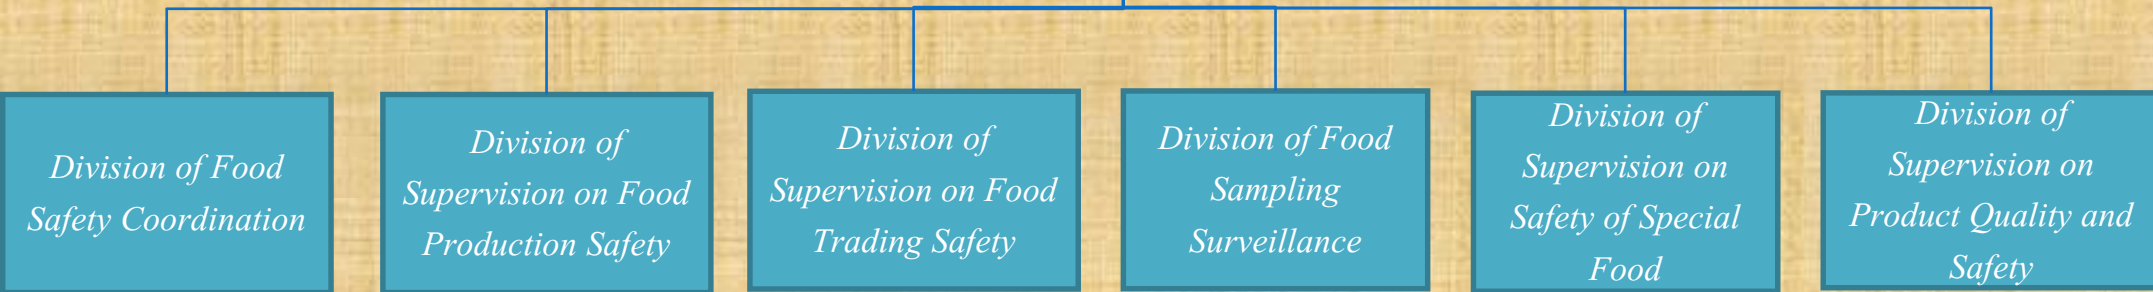 Division of Food
Safety Coordination
Division of
Supervision on Food
Production Safety
Division of
Supervision on Food
Trading Safety
Division of Food
Sampling
Surveillance
Division of
Supervision on
Safety of Special
Food
Division of
Supervision on
Product Quality and
Safety